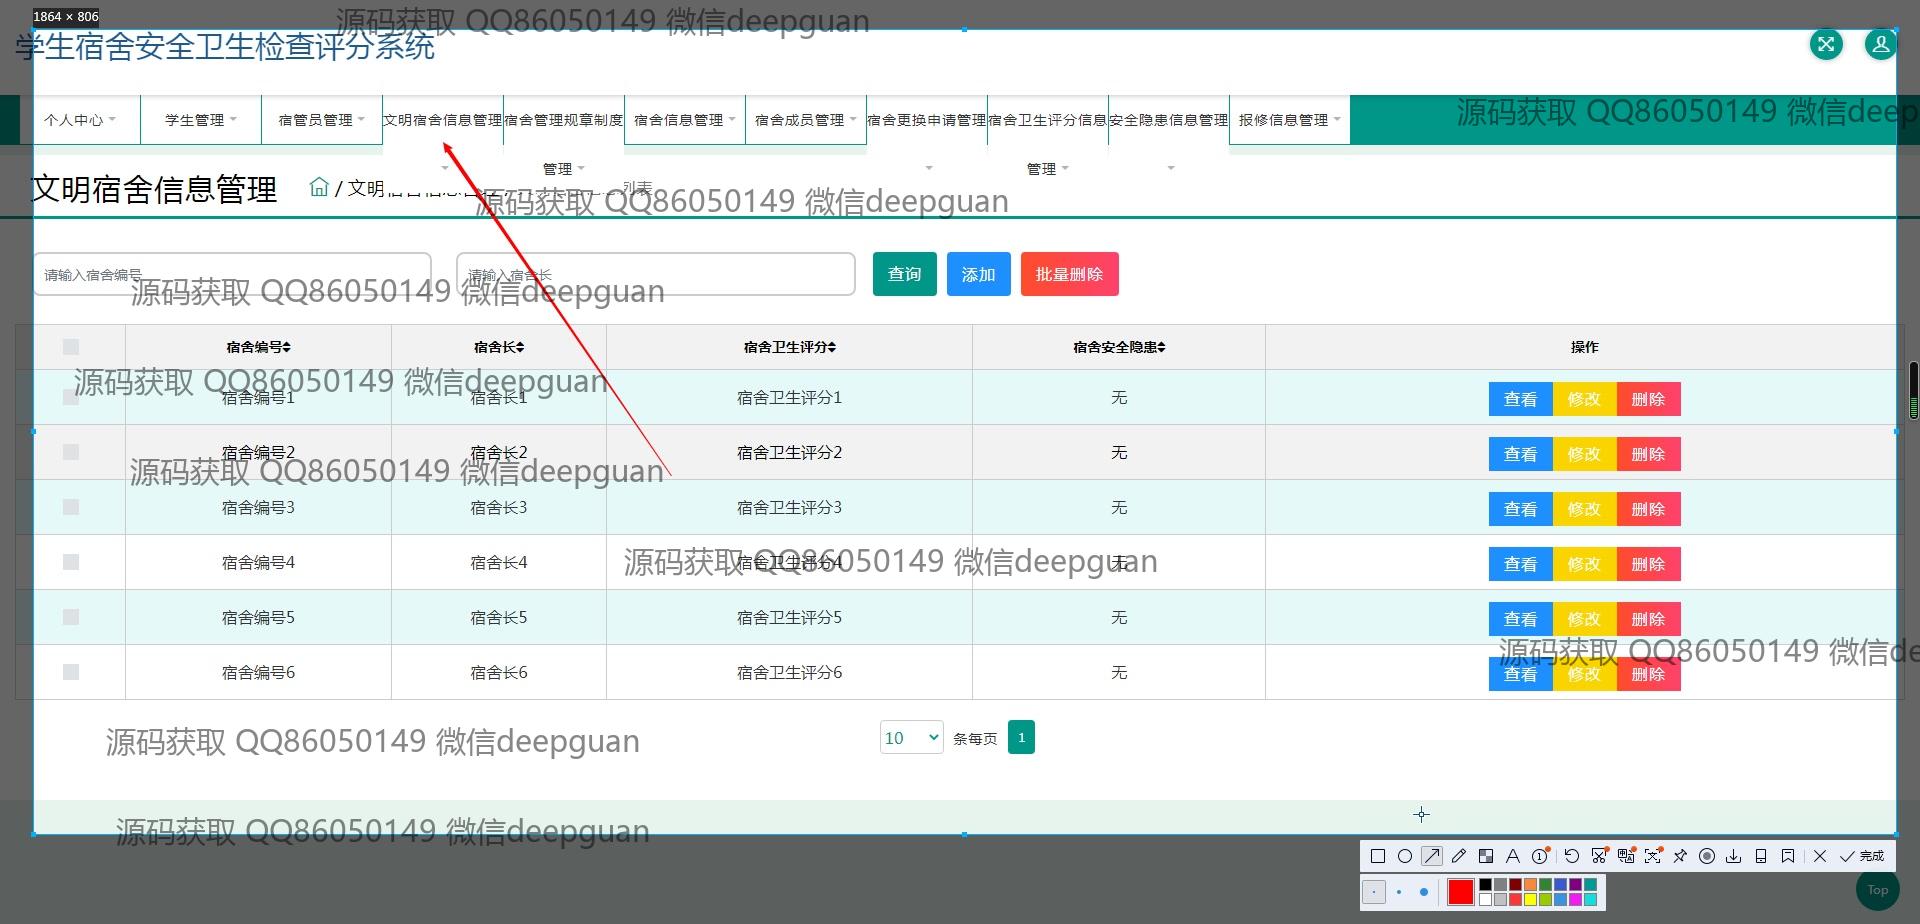 1864 × 806
源码获取 QQ86050149 微信deepguan
学生宿舍安全卫生检查评分系统
个人中心 学生管理 宿管员管理 文明宿舍信息管理 宿舍管理规章制度管理 宿舍信息管理 宿舍成员管理 宿舍更换申请管理 宿舍卫生评分信息管理 安全隐患信息管理 报修信息管理
源码获取 QQ86050149 微信deep
文明宿舍信息管理 / 文明
列表
源码获取 QQ86050149 微信deepguan
请输入宿舍编号 请输入宿舍长 查询 添加 批量删除
源码获取 QQ86050149 微信deepguan
宿舍编号 宿舍长 宿舍卫生评分 宿舍安全隐患 操作
源码获取 QQ86050149 微信deepguan
宿舍编号1 宿舍长1 宿舍卫生评分1 无 查看 修改 删除
宿舍编号2 宿舍长2 宿舍卫生评分2 无 查看 修改 删除
源码获取 QQ86050149 微信deepguan
宿舍编号3 宿舍长3 宿舍卫生评分3 无 查看 修改 删除
宿舍编号4 宿舍长4 宿舍卫生评分4 无 查看 修改 删除
源码获取 QQ86050149 微信deepguan
宿舍编号5 宿舍长5 宿舍卫生评分5 无 查看 修改 删除
源码获取 QQ86050149 微信de
宿舍编号6 宿舍长6 宿舍卫生评分6 无 查看 修改 删除
10 条每页 1
源码获取 QQ86050149 微信deepguan
源码获取 QQ86050149 微信deepguan
完成
Top